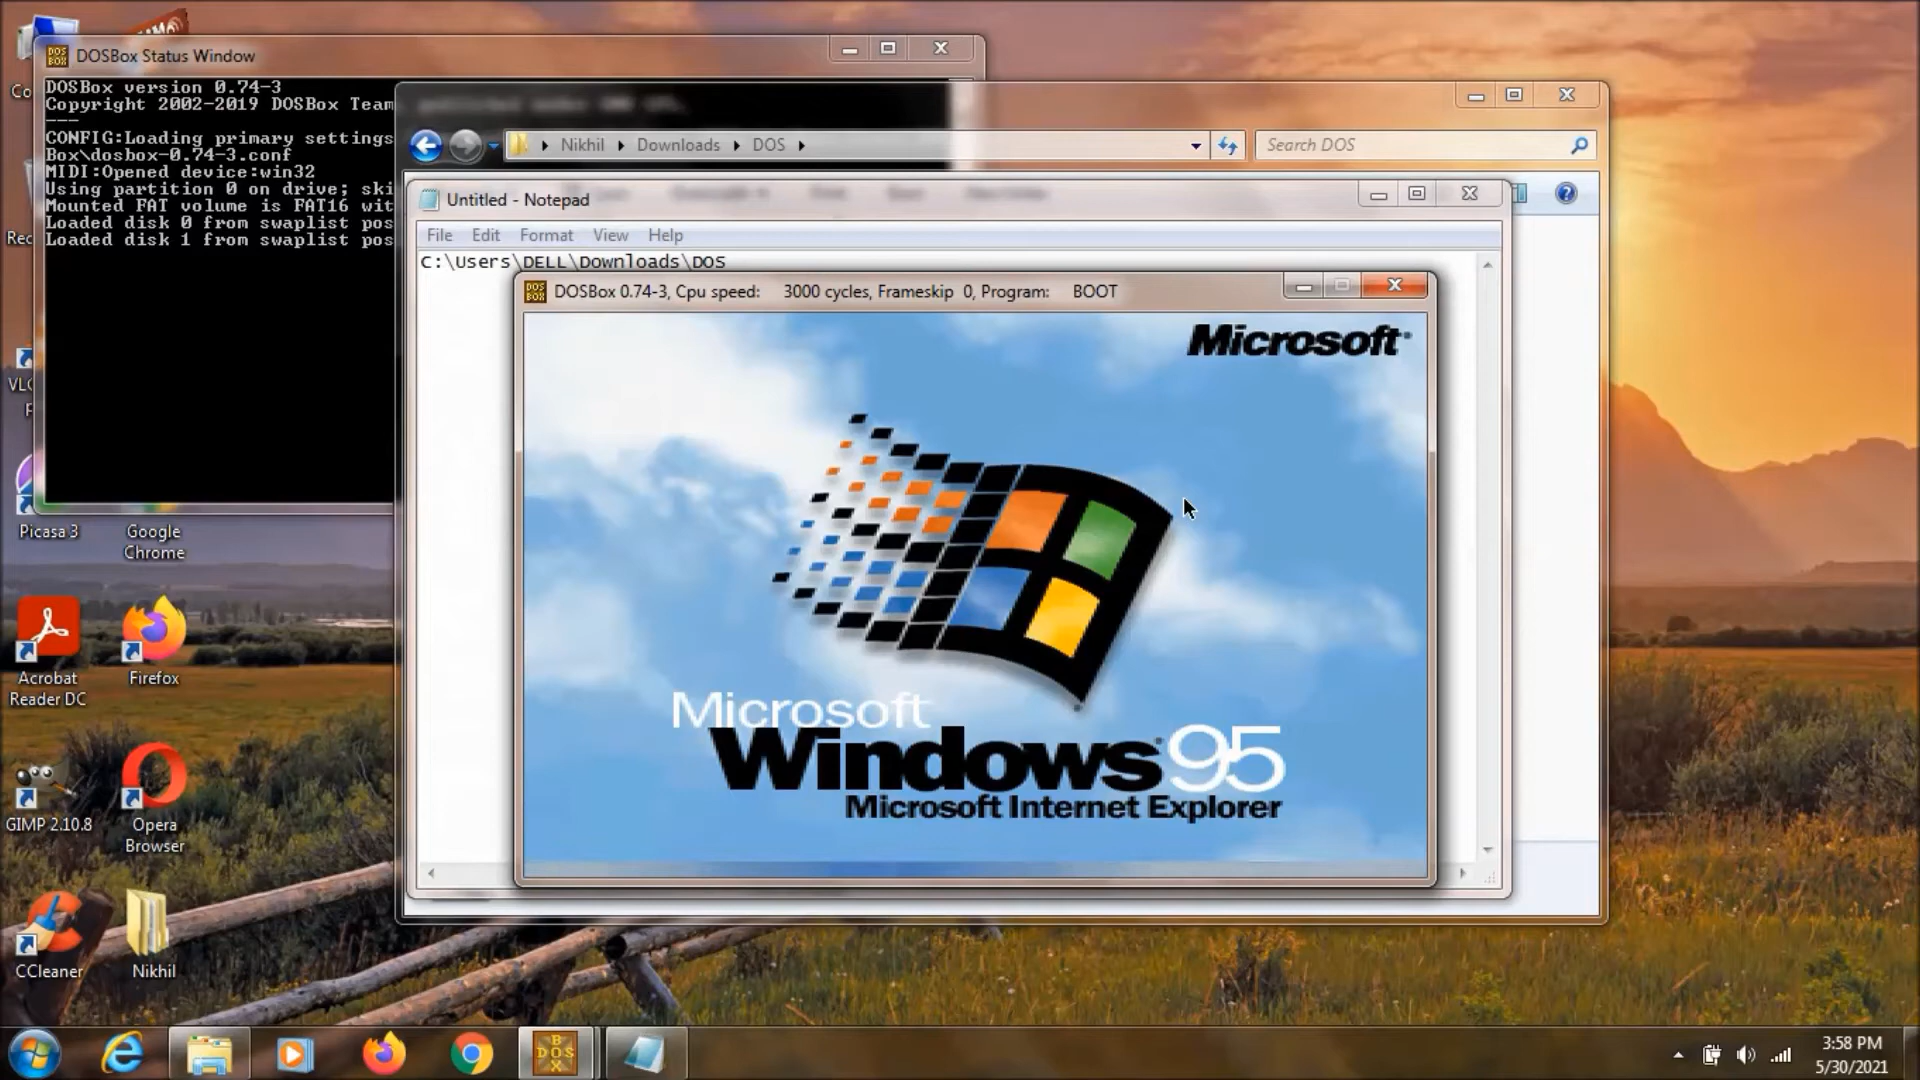 DOSBox Status Window
DOSBox version 0.74-3
Copyright 2002-2019 DOSBox Team
---
CONFIG:Loading primary settings
Box\dosbox-0.74-3.conf
MIDI:Opened device:win32
Using partition 0 on drive; ski
Mounted FAT volume is FAT16 wit
Loaded disk 0 from swaplist pos
Loaded disk 1 from swaplist pos
Nikhil
Downloads
DOS
Search DOS
Untitled - Notepad
File Edit Format View Help
C:\Users\DELL\Downloads\DOS
DOSBox 0.74-3, Cpu speed: 3000 cycles, Frameskip 0, Program: BOOT
Microsoft
Microsoft
Windows 95
Microsoft Internet Explorer
Co
Rec
VLC
P
Picasa 3
Google
Chrome
Acrobat
Reader DC
Firefox
GIMP 2.10.8
Opera
Browser
CCleaner
Nikhil
3:58 PM
5/30/2021